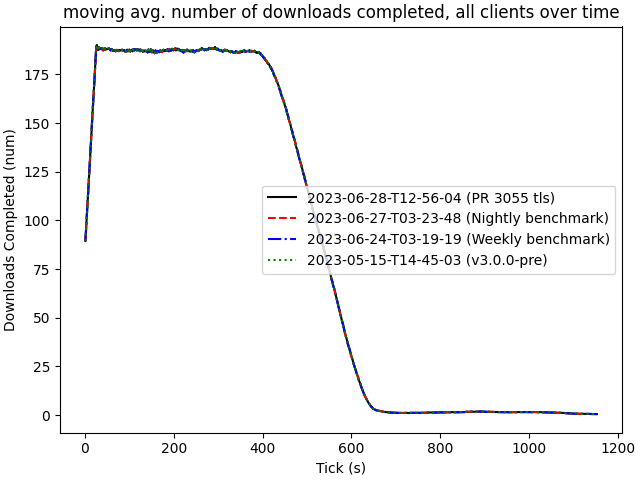 moving avg. number of downloads completed, all clients over time
Downloads Completed (num)
175
150
125
100
75
50
25
0
2023-06-28-T12-56-04 (PR 3055 tls)
2023-06-27-T03-23-48 (Nightly benchmark)
2023-06-24-T03-19-19 (Weekly benchmark)
2023-05-15-T14-45-03 (v3.0.0-pre)
0 200 400 600 800 1000 1200
Tick (s)